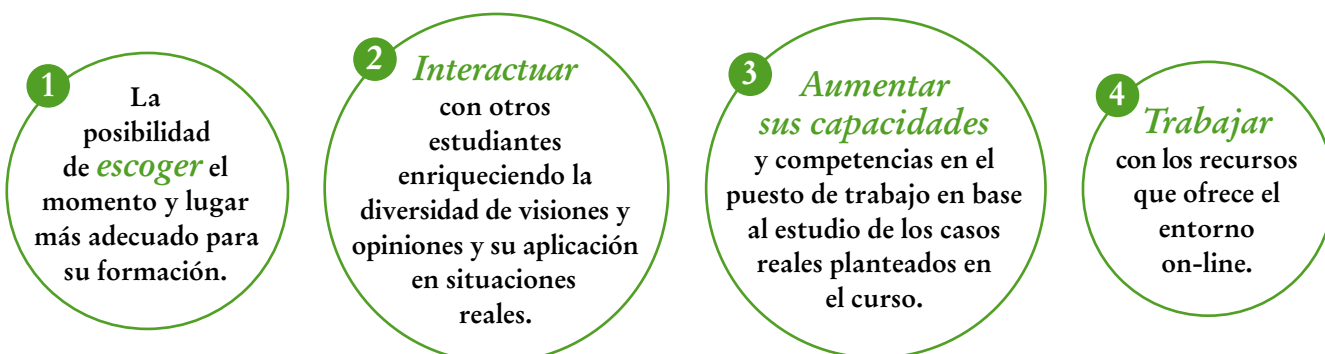 1
La
posibilidad
de escoger el
momento y lugar
más adecuado para
su formación.
2
Interactuar
con otros
estudiantes
enriqueciendo la
diversidad de visiones y
opiniones y su aplicación
en situaciones
reales.
3
Aumentar
sus capacidades
y competencias en el
puesto de trabajo en base
al estudio de los casos
reales planteados en
el curso.
4
Trabajar
con los recursos
que ofrece el
entorno
on-line.